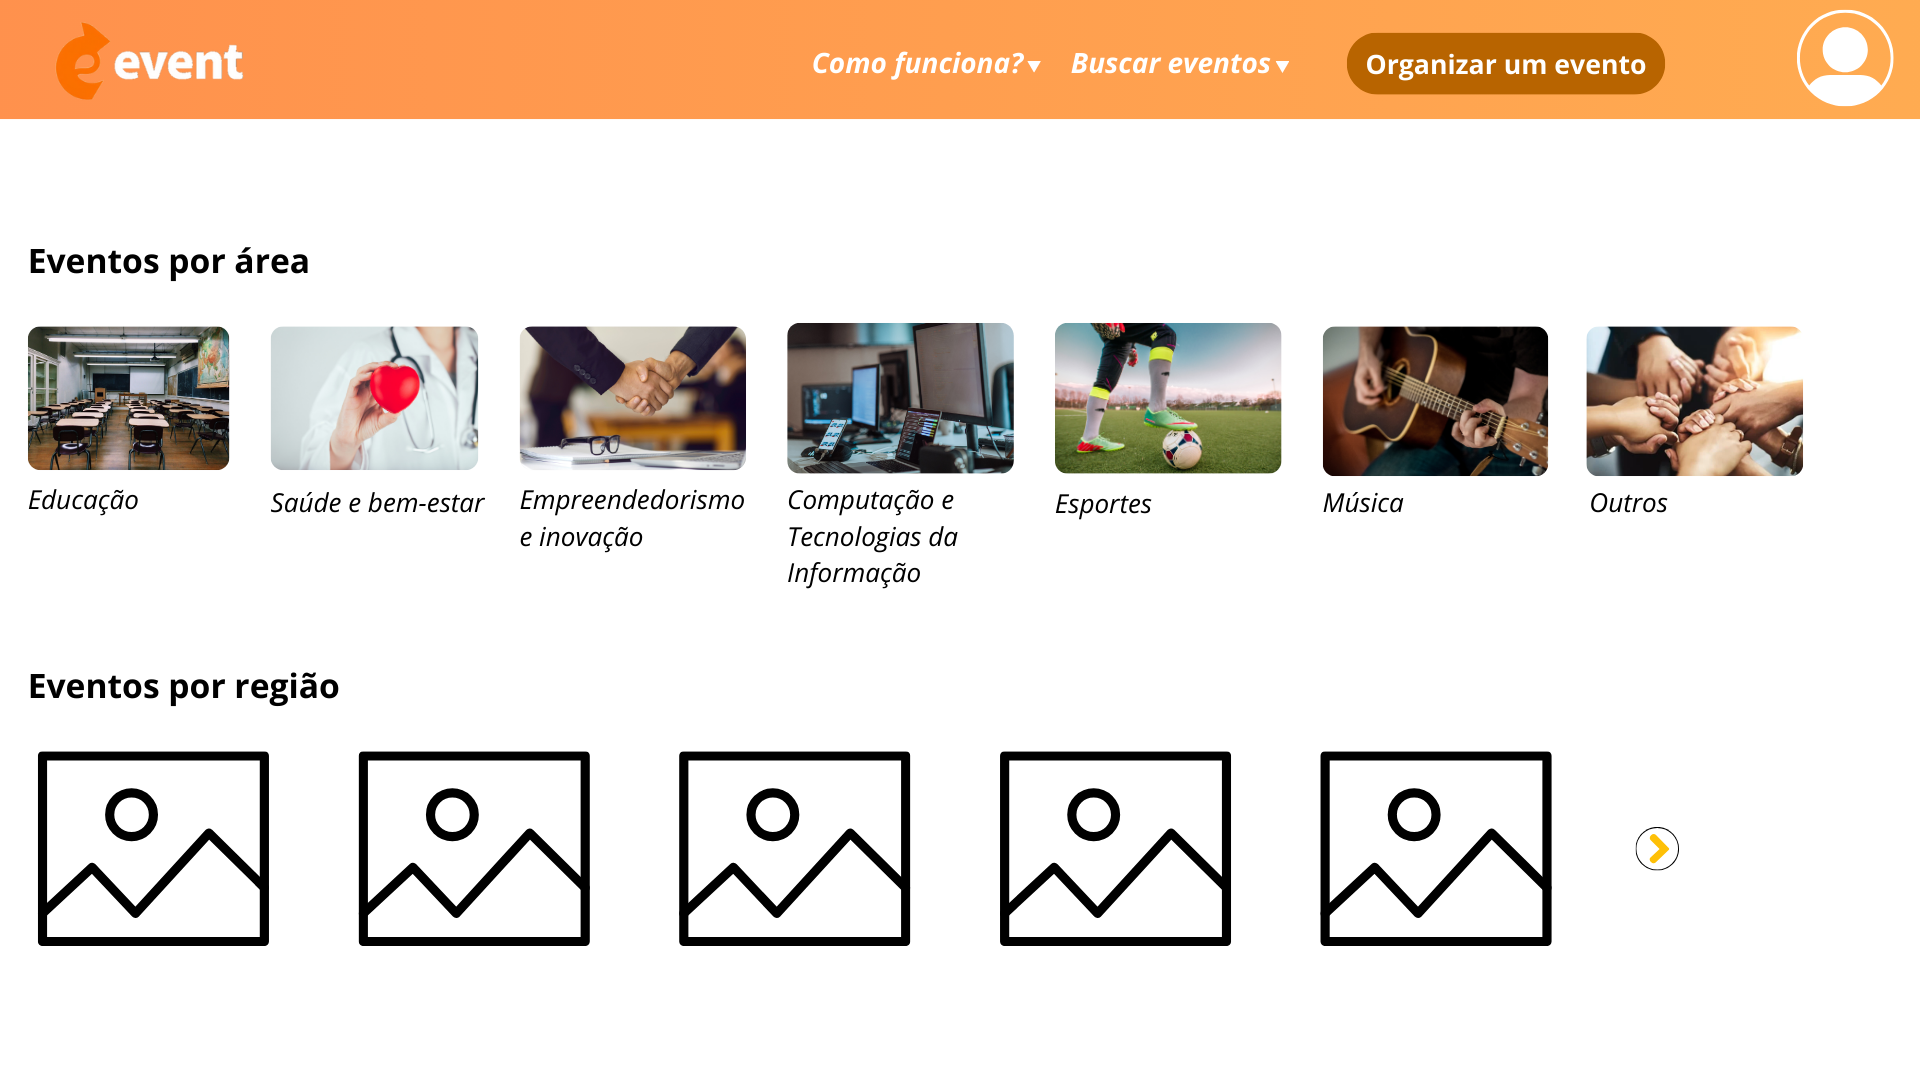 event
Como funciona?
Buscar eventos
Organizar um evento
Eventos por área
Educação
Saúde e bem-estar
Empreendedorismo
e inovação
Computação e
Tecnologias da
Informação
Esportes
Música
Outros
Eventos por região